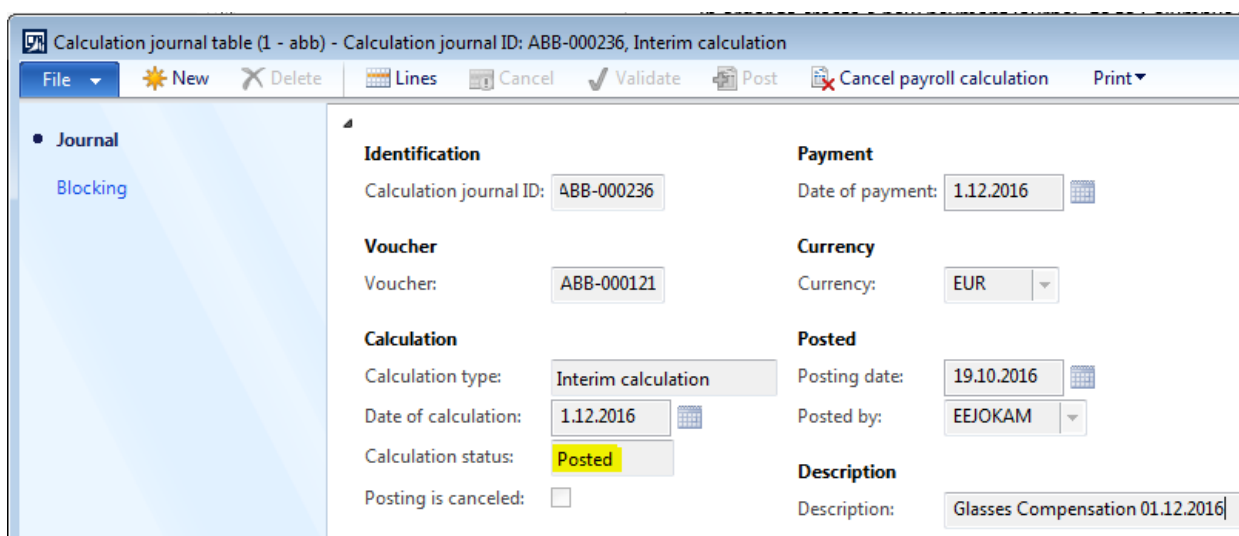 Calculation journal table (1 - abb) - Calculation journal ID: ABB-000236, Interim calculation
File New Delete Lines Cancel Validate Post Cancel payroll calculation Print
Journal
Blocking
Identification Payment
Calculation journal ID: ABB-000236 Date of payment: 1.12.2016
Voucher Currency
Voucher: ABB-000121 Currency: EUR
Calculation Posted
Calculation type: Interim calculation Posting date: 19.10.2016
Date of calculation: 1.12.2016 Posted by: EEJOKAM
Calculation status: Posted
Description
Posting is canceled:
Description: Glasses Compensation 01.12.2016